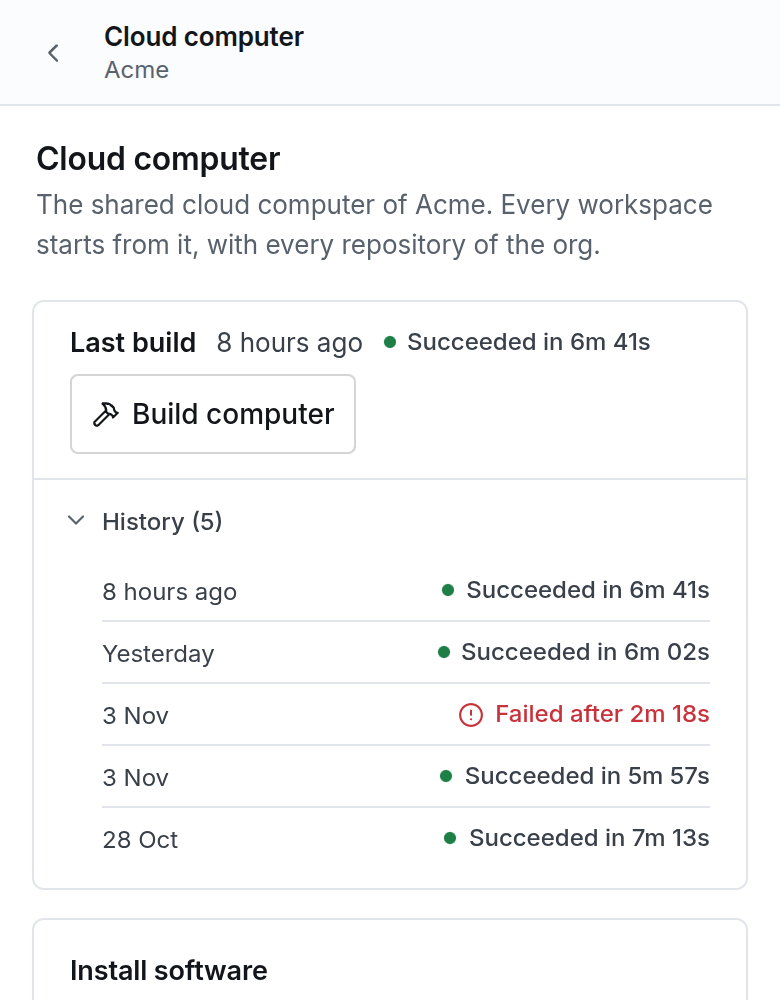 Cloud computer
Acme
Cloud computer
The shared cloud computer of Acme. Every workspace
starts from it, with every repository of the org.
Last build 8 hours ago Succeeded in 6m 41s
Build computer
History (5)
8 hours ago Succeeded in 6m 41s
Yesterday Succeeded in 6m 02s
3 Nov Failed after 2m 18s
3 Nov Succeeded in 5m 57s
28 Oct Succeeded in 7m 13s
Install software